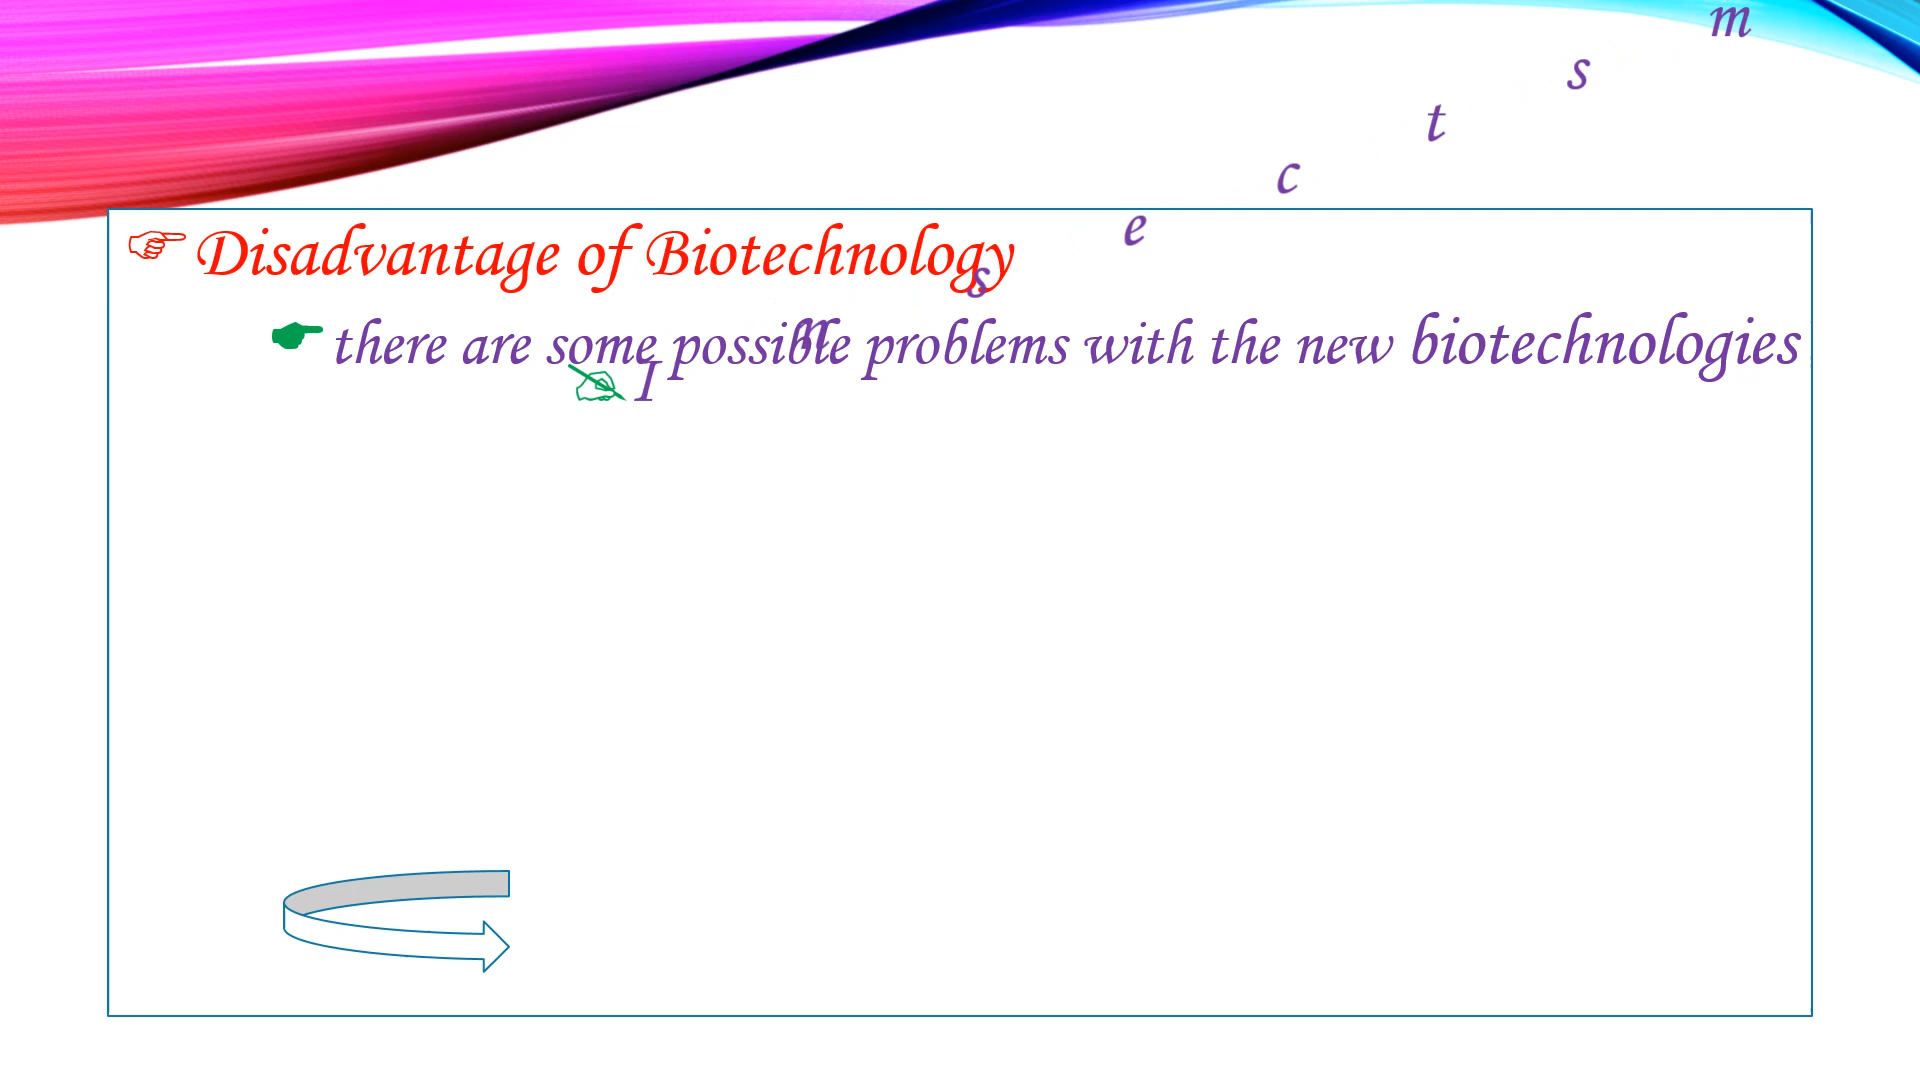 Disadvantage of Biotechnology
there are some possible problems with the new biotechnologies
I n s e c t s m